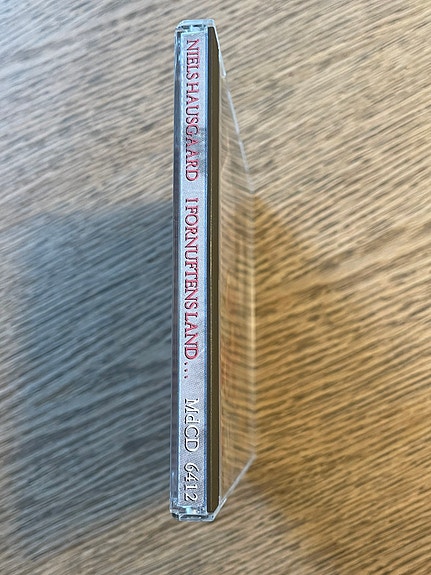 NIELS HAUSGAARD I FORNUFTENS LAND... MdCD 6412